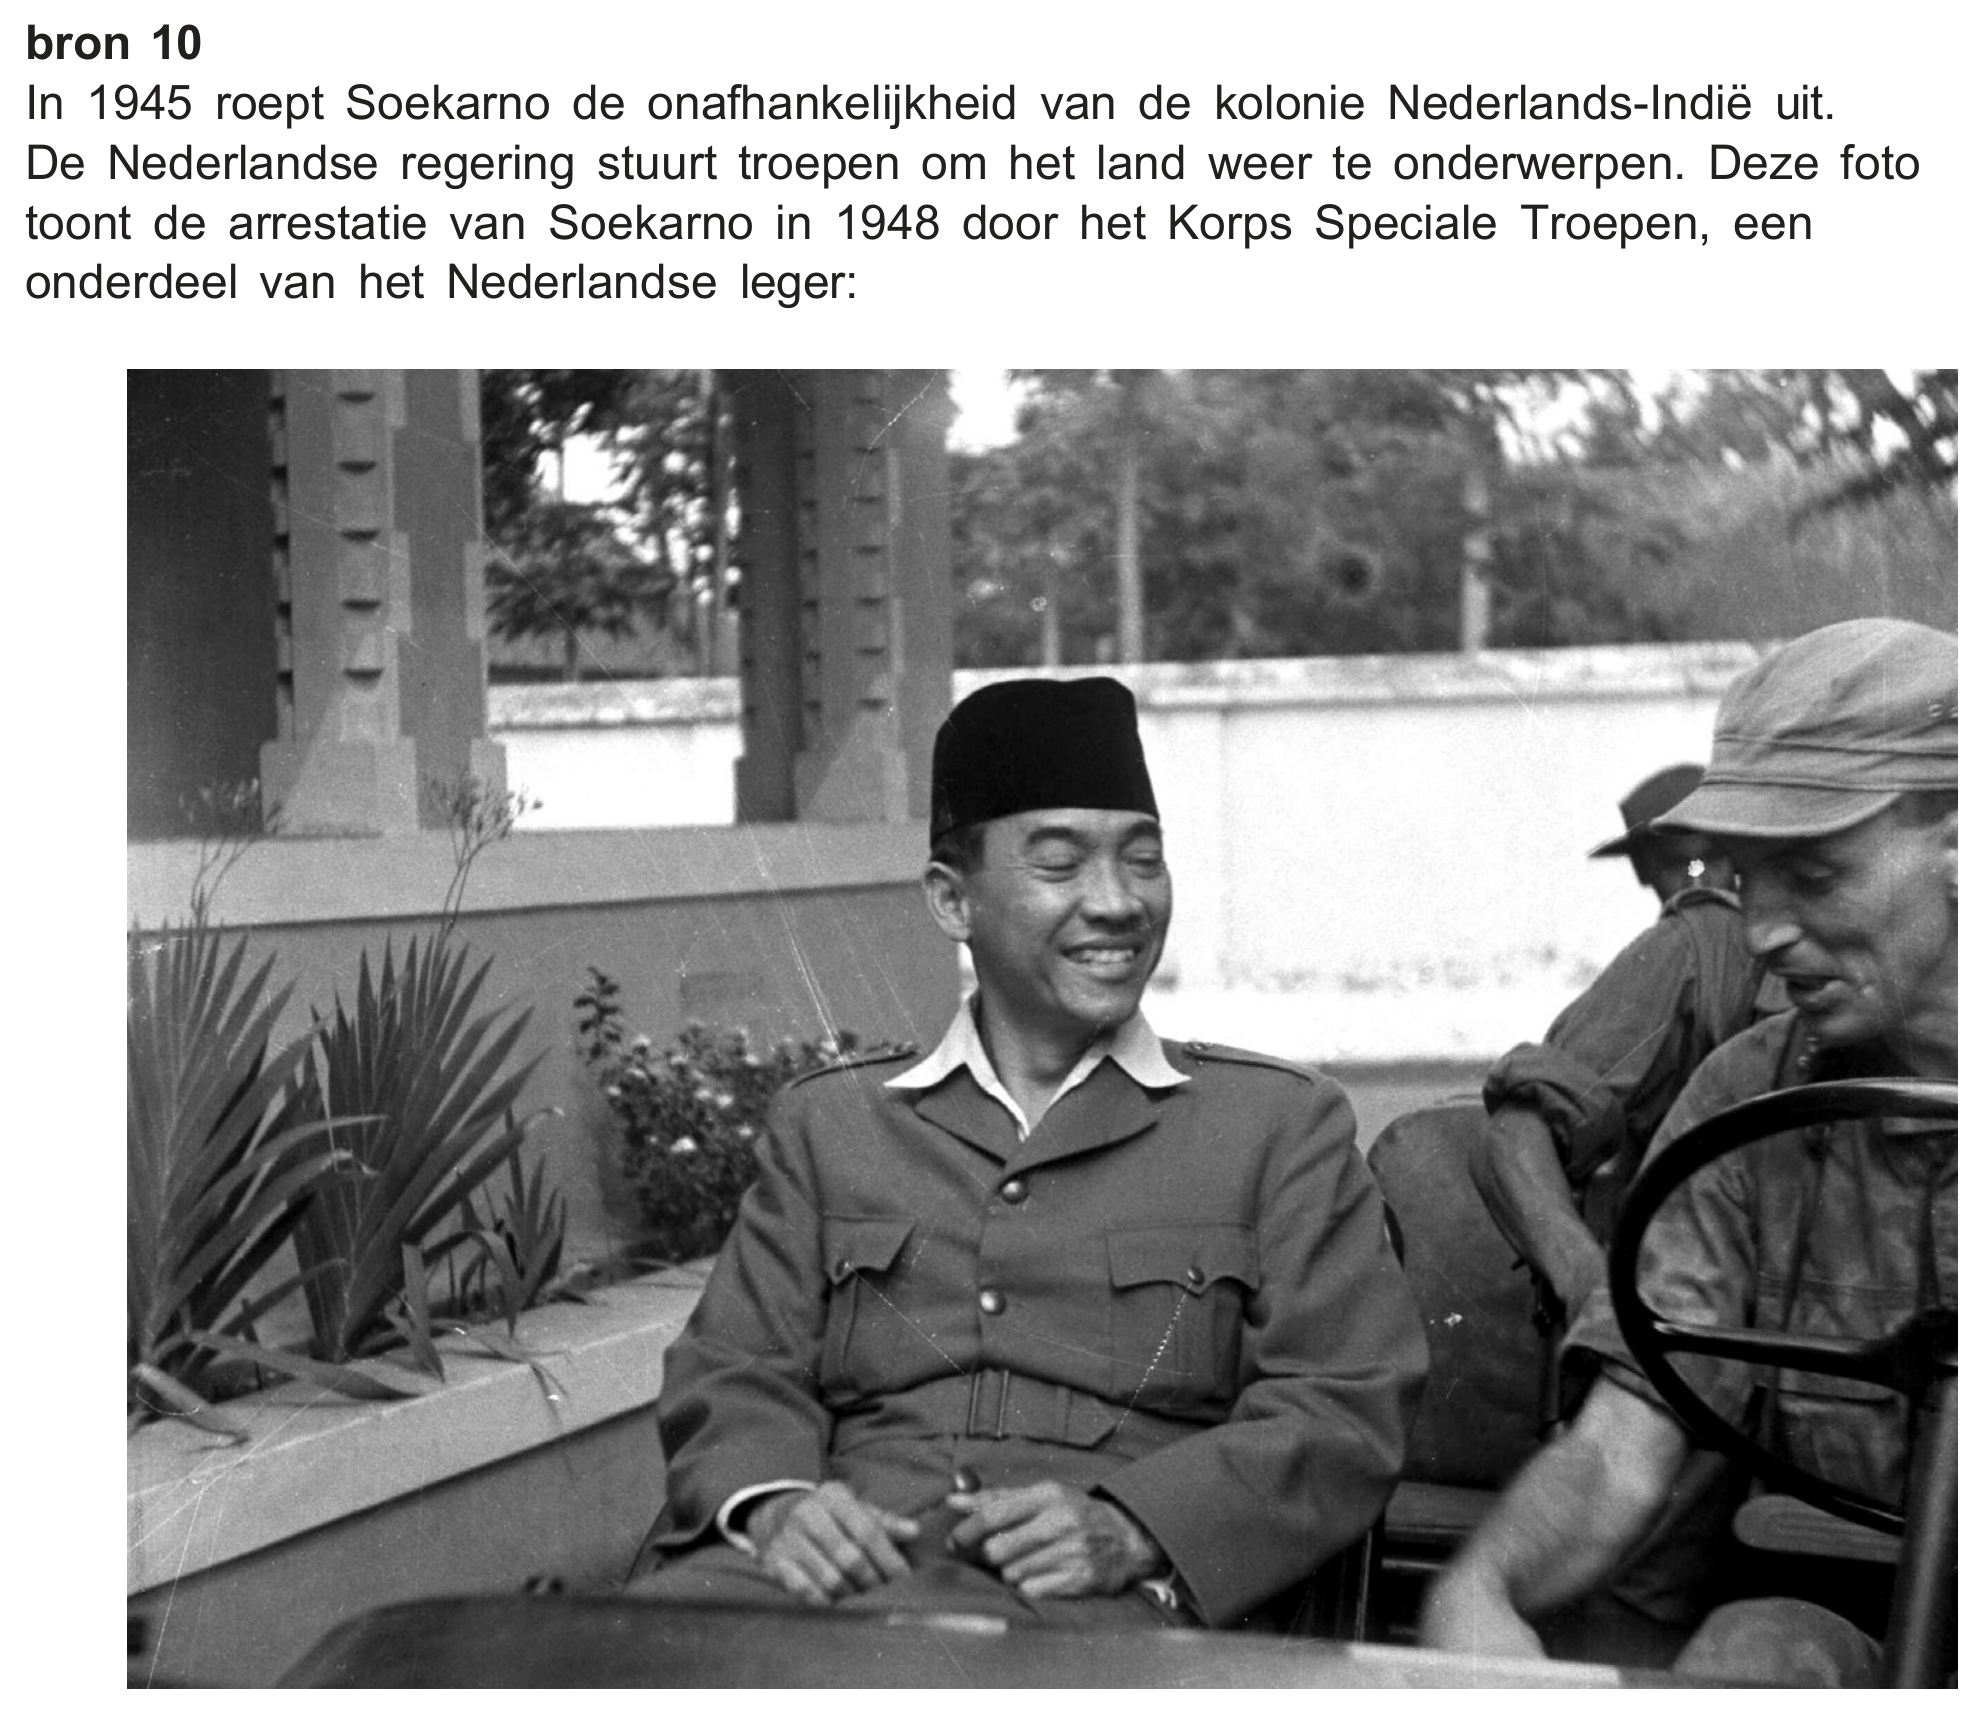 bron 10
In 1945 roept Soekarno de onafhankelijkheid van de kolonie Nederlands-Indië uit.
De Nederlandse regering stuurt troepen om het land weer te onderwerpen. Deze foto
toont de arrestatie van Soekarno in 1948 door het Korps Speciale Troepen, een
onderdeel van het Nederlandse leger: